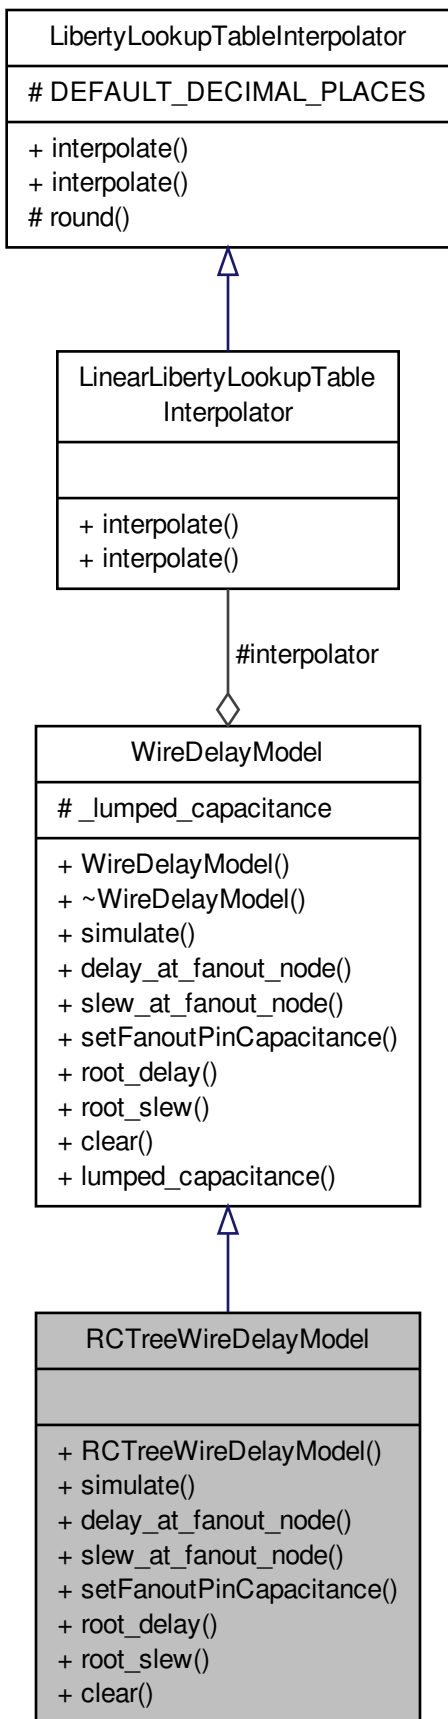 LibertyLookupTableInterpolator
# DEFAULT_DECIMAL_PLACES
+ interpolate()
+ interpolate()
# round()
LinearLibertyLookupTable
Interpolator
+ interpolate()
+ interpolate()
#interpolator
WireDelayModel
# _lumped_capacitance
+ WireDelayModel()
+ ~WireDelayModel()
+ simulate()
+ delay_at_fanout_node()
+ slew_at_fanout_node()
+ setFanoutPinCapacitance()
+ root_delay()
+ root_slew()
+ clear()
+ lumped_capacitance()
RCTreeWireDelayModel
+ RCTreeWireDelayModel()
+ simulate()
+ delay_at_fanout_node()
+ slew_at_fanout_node()
+ setFanoutPinCapacitance()
+ root_delay()
+ root_slew()
+ clear()